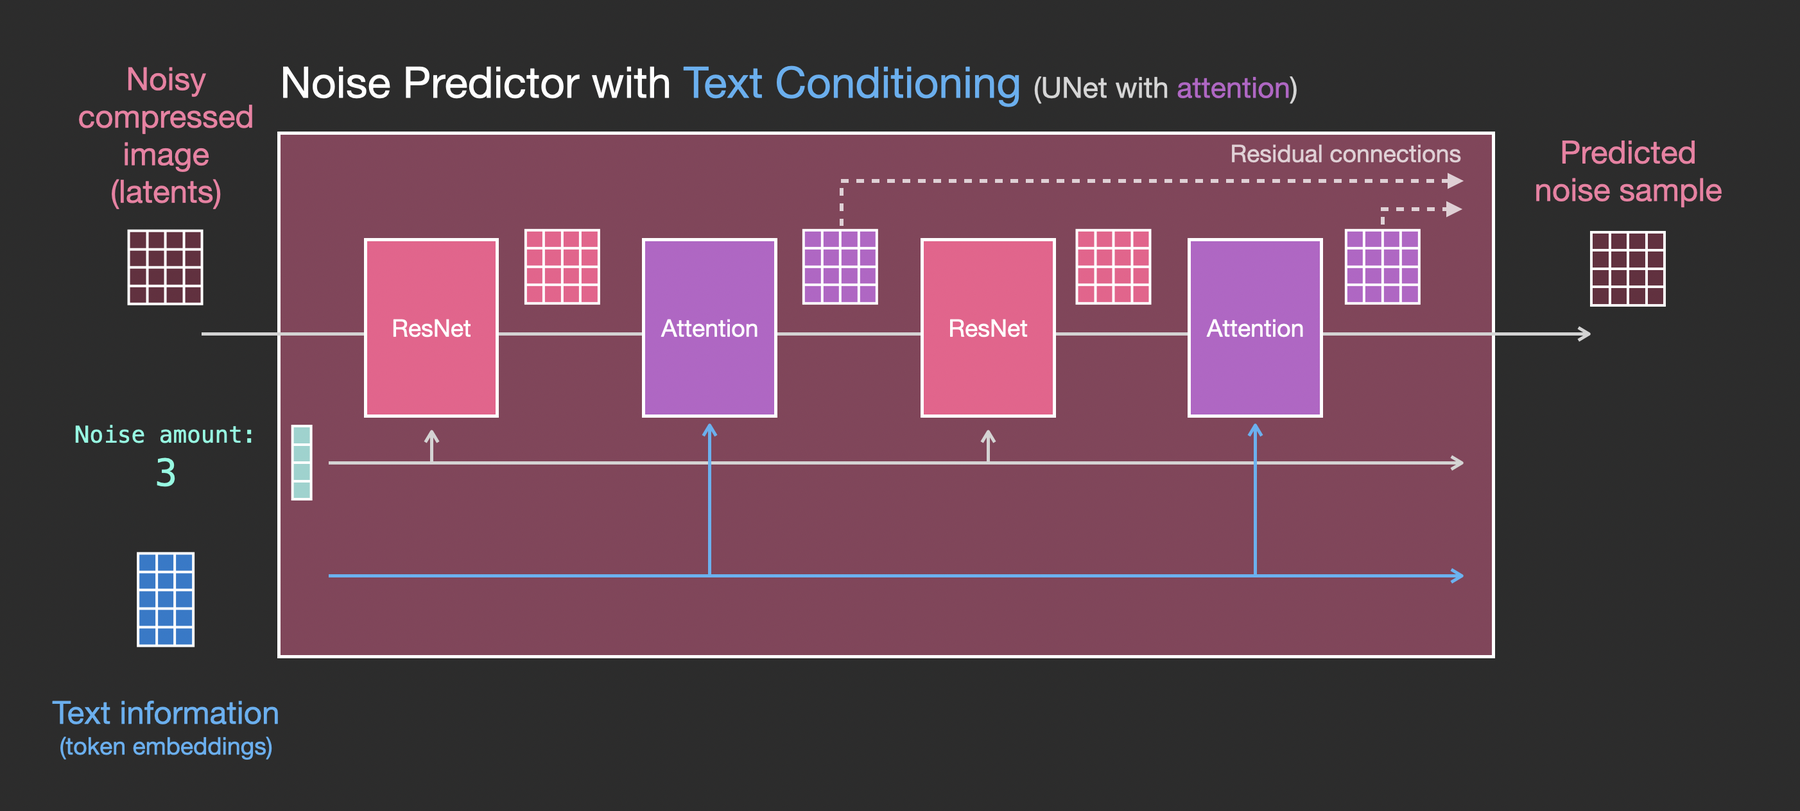 Noise Predictor with Text Conditioning (UNet with attention)
Noisy
compressed
image
(latents)
Residual connections
Predicted
noise sample
ResNet
Attention
ResNet
Attention
Noise amount:
3
Text information
(token embeddings)